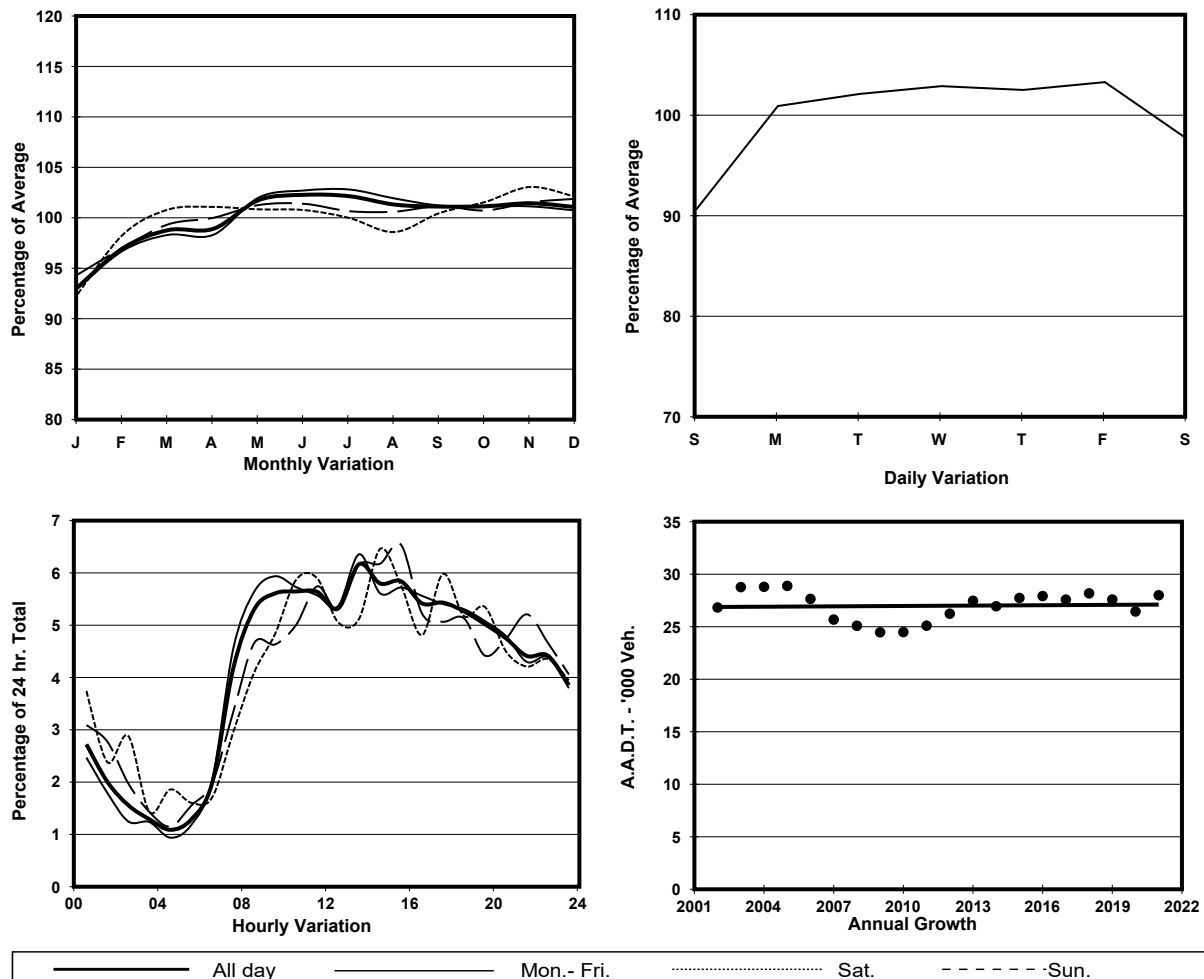 120
115
110
105
100
95
90
85
80
Percentage of Average
J F M A M J J A S O N D
Monthly Variation
110
100
90
80
70
Percentage of Average
S M T W T F S
Daily Variation
7
6
5
4
3
2
1
0
Percentage of 24 hr. Total
00 04 08 12 16 20 24
Hourly Variation
35
30
25
20
15
10
5
0
A.A.D.T. - '000 Veh.
2001 2004 2007 2010 2013 2016 2019 2022
Annual Growth
All day Mon.- Fri. Sat. Sun.